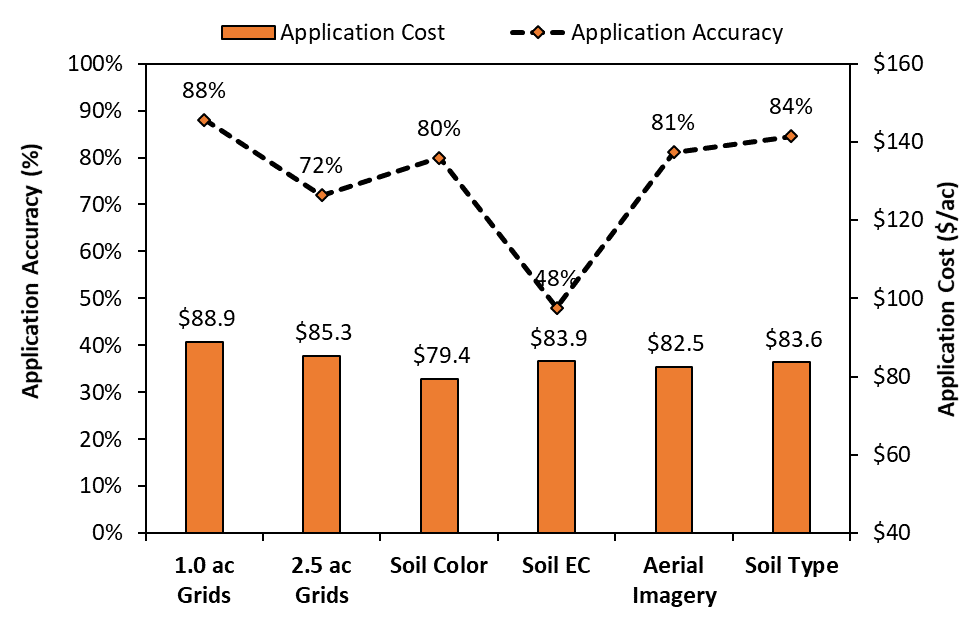 Application Cost
Application Accuracy
100%
90%
80%
70%
60%
50%
40%
30%
20%
10%
0%
Application Accuracy (%)
88%
72%
80%
48%
81%
84%
$88.9
$85.3
$79.4
$83.9
$82.5
$83.6
$160
$140
$120
$100
$80
$60
$40
Application Cost ($/ac)
1.0 ac
Grids
2.5 ac
Grids
Soil Color
Soil EC
Aerial
Imagery
Soil Type